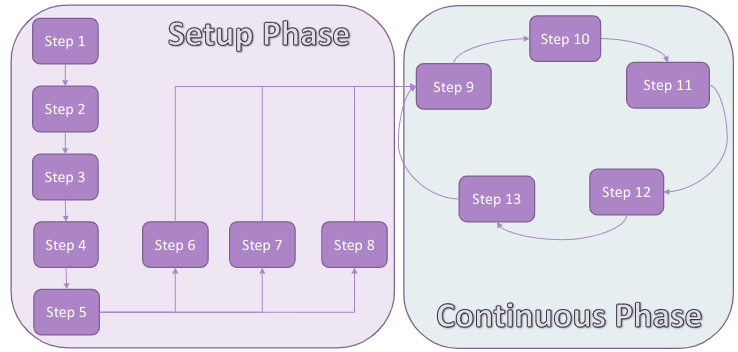 Setup Phase
Step 1
Step 2
Step 3
Step 4
Step 5
Step 6
Step 7
Step 8
Continuous Phase
Step 9
Step 10
Step 11
Step 12
Step 13